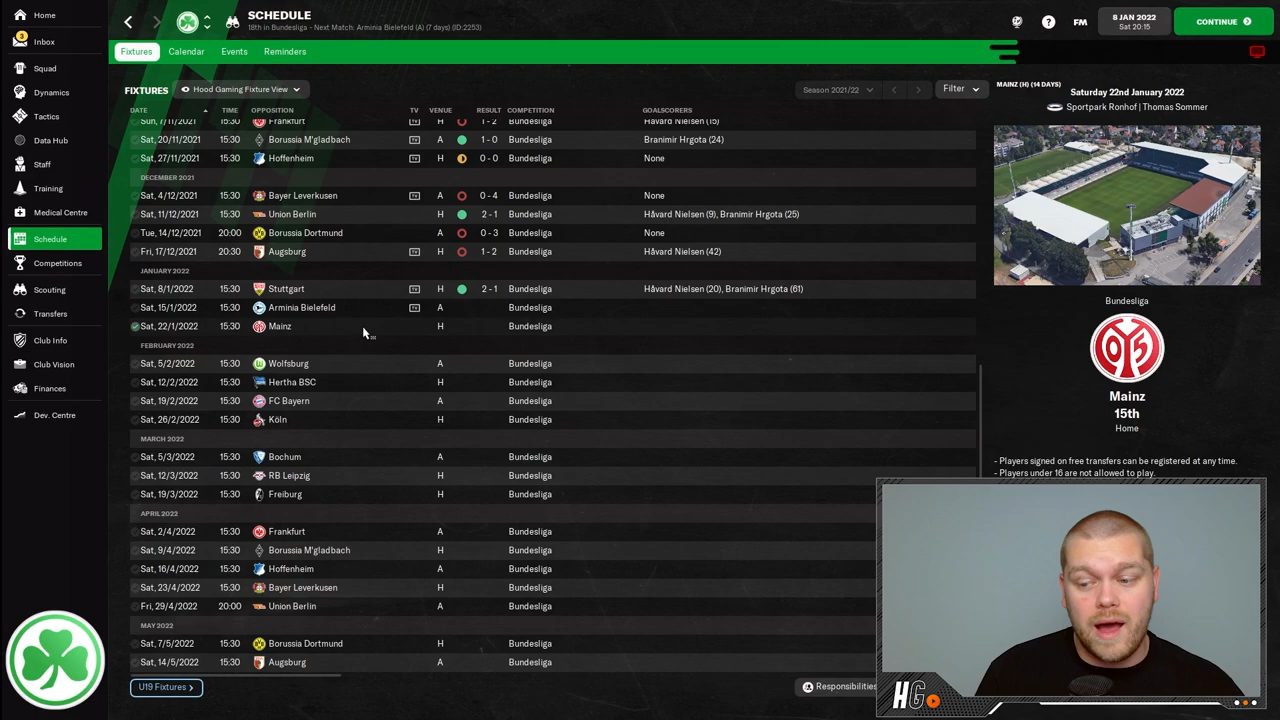 Home
SCHEDULE
18th in Bundesliga - Next Match: Arminia Bielefeld (A) (7 days) (ID:2253)
FM
8 JAN 2022
Sat 20:15
CONTINUE
3
Inbox
Fixtures Calendar Events Reminders
Squad
Dynamics
Tactics
Data Hub
Staff
Training
Medical Centre
Schedule
Competitions
Scouting
Transfers
Club Info
Club Vision
Finances
Dev. Centre
FIXTURES Hood Gaming Fixture View Season 2021/22 Filter
DATE TIME OPPOSITION TV VENUE RESULT COMPETITION GOALSCORERS
Sun, 7/11/2021 15:30 Frankfurt TV H 1 - 2 Bundesliga Håvard Nielsen (15)
Sat, 20/11/2021 15:30 Borussia M'gladbach TV A 1 - 0 Bundesliga Branimir Hrgota (24)
Sat, 27/11/2021 15:30 Hoffenheim TV H 0 - 0 Bundesliga None
DECEMBER 2021
Sat, 4/12/2021 15:30 Bayer Leverkusen TV A 0 - 4 Bundesliga None
Sat, 11/12/2021 15:30 Union Berlin H 2 - 1 Bundesliga Håvard Nielsen (9), Branimir Hrgota (25)
Tue, 14/12/2021 20:00 Borussia Dortmund A 0 - 3 Bundesliga None
Fri, 17/12/2021 20:30 Augsburg TV H 1 - 2 Bundesliga Håvard Nielsen (42)
JANUARY 2022
Sat, 8/1/2022 15:30 Stuttgart TV H 2 - 1 Bundesliga Håvard Nielsen (20), Branimir Hrgota (61)
Sat, 15/1/2022 15:30 Arminia Bielefeld TV A Bundesliga
Sat, 22/1/2022 15:30 Mainz H Bundesliga
FEBRUARY 2022
Sat, 5/2/2022 15:30 Wolfsburg A Bundesliga
Sat, 12/2/2022 15:30 Hertha BSC H Bundesliga
Sat, 19/2/2022 15:30 FC Bayern A Bundesliga
Sat, 26/2/2022 15:30 Köln H Bundesliga
MARCH 2022
Sat, 5/3/2022 15:30 Bochum A Bundesliga
Sat, 12/3/2022 15:30 RB Leipzig H Bundesliga
Sat, 19/3/2022 15:30 Freiburg H Bundesliga
APRIL 2022
Sat, 2/4/2022 15:30 Frankfurt A Bundesliga
Sat, 9/4/2022 15:30 Borussia M'gladbach H Bundesliga
Sat, 16/4/2022 15:30 Hoffenheim A Bundesliga
Sat, 23/4/2022 15:30 Bayer Leverkusen H Bundesliga
Fri, 29/4/2022 20:00 Union Berlin A Bundesliga
MAY 2022
Sat, 7/5/2022 15:30 Borussia Dortmund H Bundesliga
Sat, 14/5/2022 15:30 Augsburg A Bundesliga
U19 Fixtures
Responsibilities
MAINZ (H) (14 DAYS)
Saturday 22nd January 2022
Sportpark Ronhof | Thomas Sommer
Bundesliga
Mainz
15th
Home
- Players signed on free transfers can be registered at any time.
- Players under 16 are not allowed to play.
HG